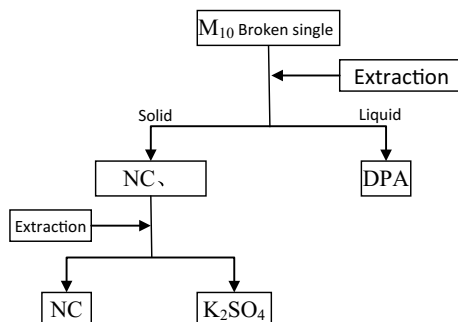 M₁₀ Broken single
Extraction
Solid
Liquid
NC、
DPA
Extraction
NC
K₂SO₄